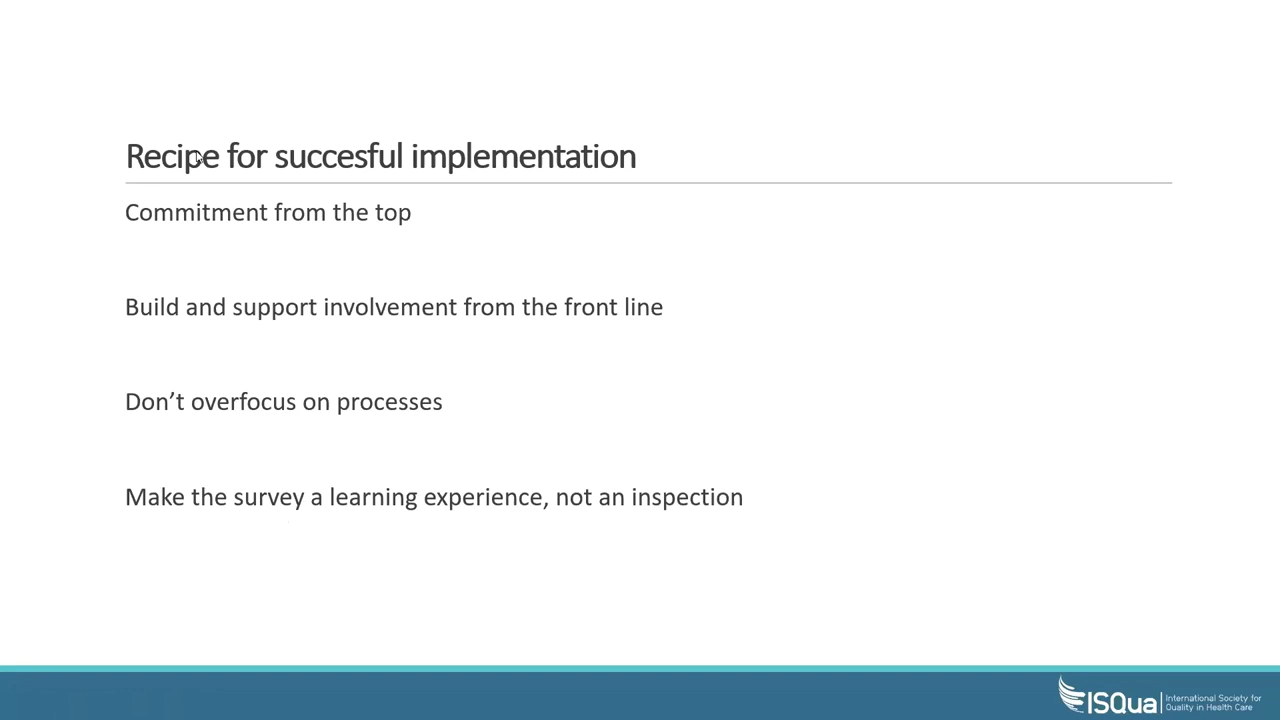 Recipe for succesful implementation
Commitment from the top
Build and support involvement from the front line
Don’t overfocus on processes
Make the survey a learning experience, not an inspection
ISQua
International Society for
Quality in Health Care